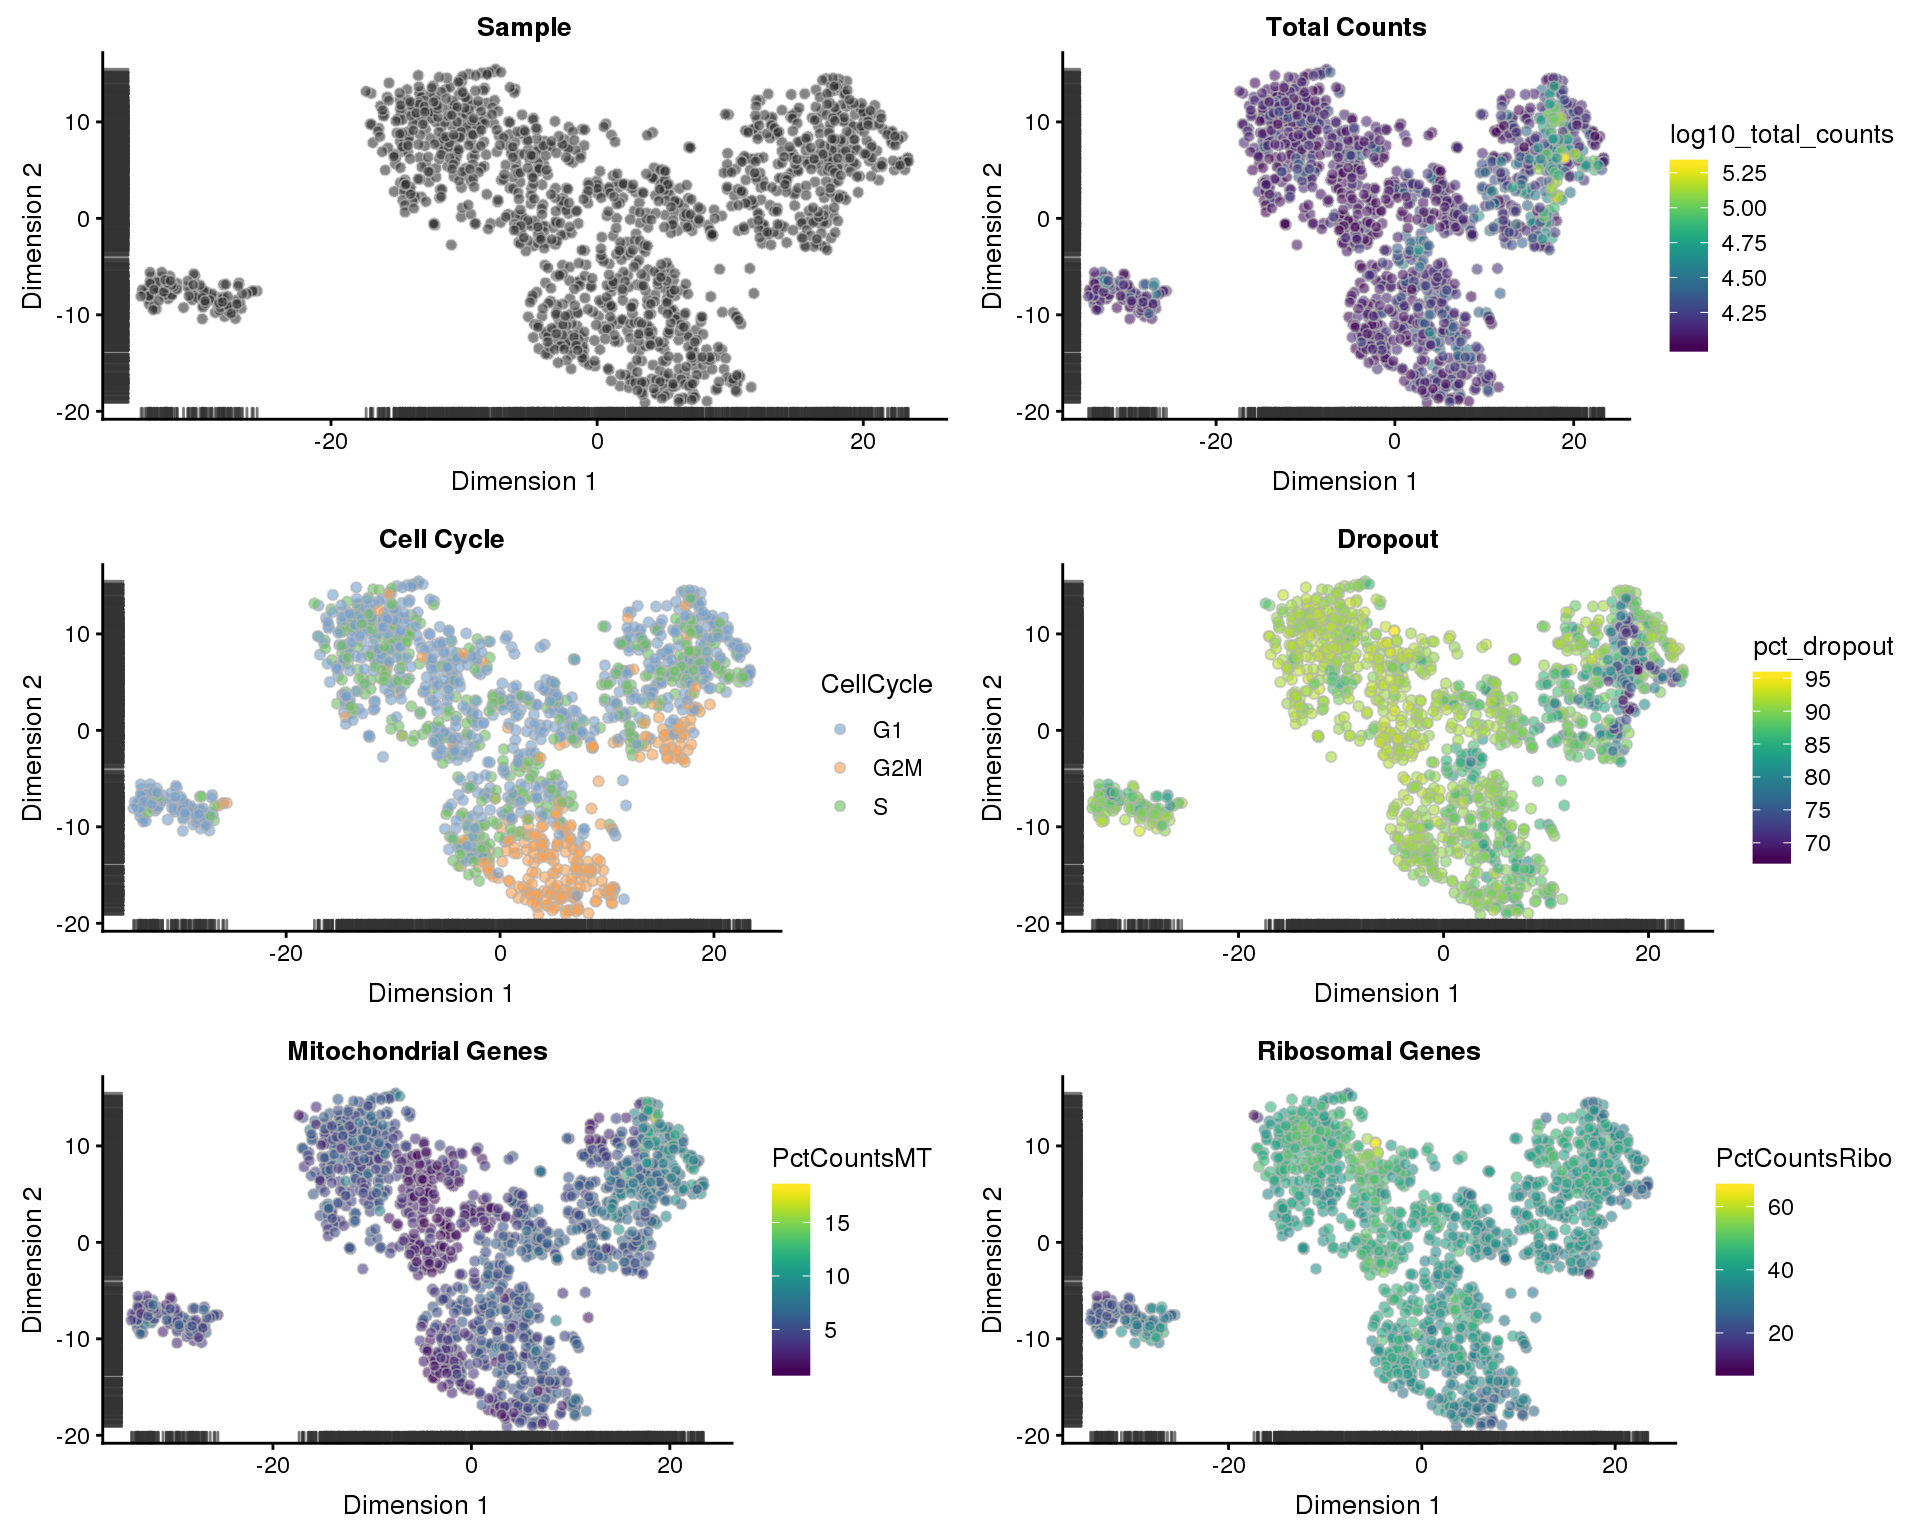 Sample
Dimension 2
10
0
-10
-20
-20
0
20
Dimension 1
Total Counts
Dimension 2
10
0
-10
-20
-20
0
20
Dimension 1
log10_total_counts
5.25
5.00
4.75
4.50
4.25
Cell Cycle
Dimension 2
10
0
-10
-20
-20
0
20
Dimension 1
CellCycle
G1
G2M
S
Dropout
Dimension 2
10
0
-10
-20
-20
0
20
Dimension 1
pct_dropout
95
90
85
80
75
70
Mitochondrial Genes
Dimension 2
10
0
-10
-20
-20
0
20
Dimension 1
PctCountsMT
15
10
5
Ribosomal Genes
Dimension 2
10
0
-10
-20
-20
0
20
Dimension 1
PctCountsRibo
60
40
20